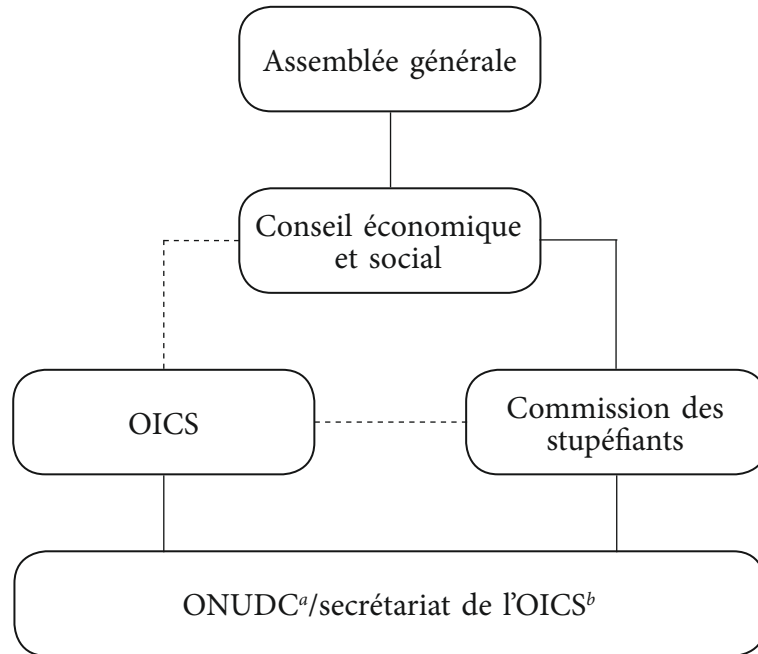 Assemblée générale
Conseil économique
et social
OICS
Commission des
stupéfiants
ONUDCa/secrétariat de l'OICSb